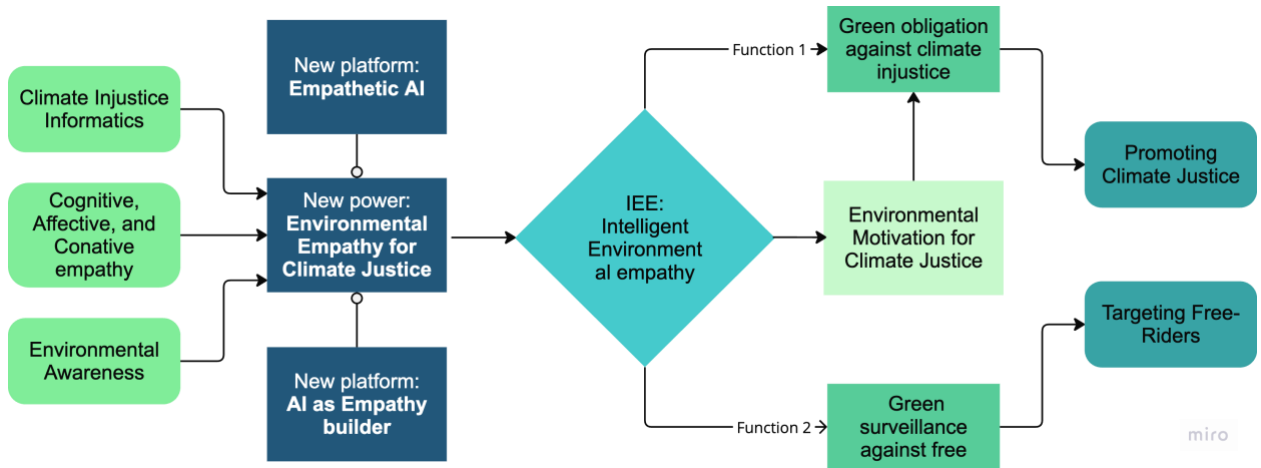 Climate Injustice
Informatics
Cognitive,
Affective, and
Conative
empathy
Environmental
Awareness
New platform:
Empathetic AI
New power:
Environmental
Empathy for
Climate Justice
New platform:
AI as Empathy
builder
IEE:
Intelligent
Environment
al empathy
Function 1
Function 2
Green obligation
against climate
injustice
Environmental
Motivation for
Climate Justice
Green
surveillance
against free
Promoting
Climate Justice
Targeting Free-
Riders
miro